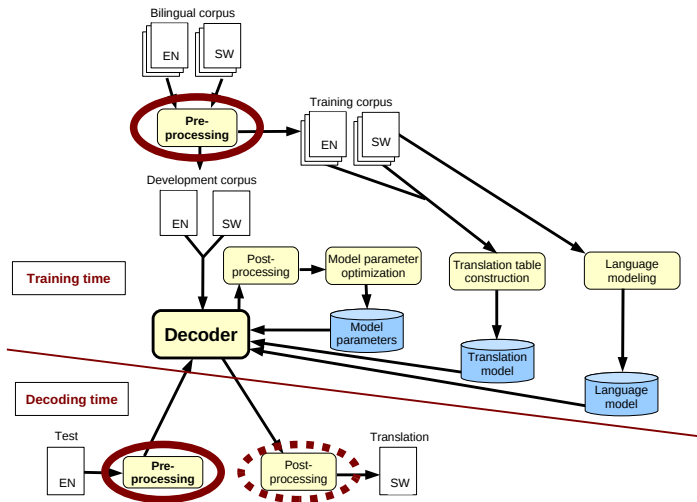 Bilingual corpus
EN
SW
Pre-
processing
Training corpus
EN
SW
Development corpus
EN
SW
Training time
Post-
processing
Model parameter
optimization
Translation table
construction
Language
modeling
Decoder
Model
parameters
Translation
model
Language
model
Decoding time
Test
EN
Pre-
processing
Post-
processing
Translation
SW